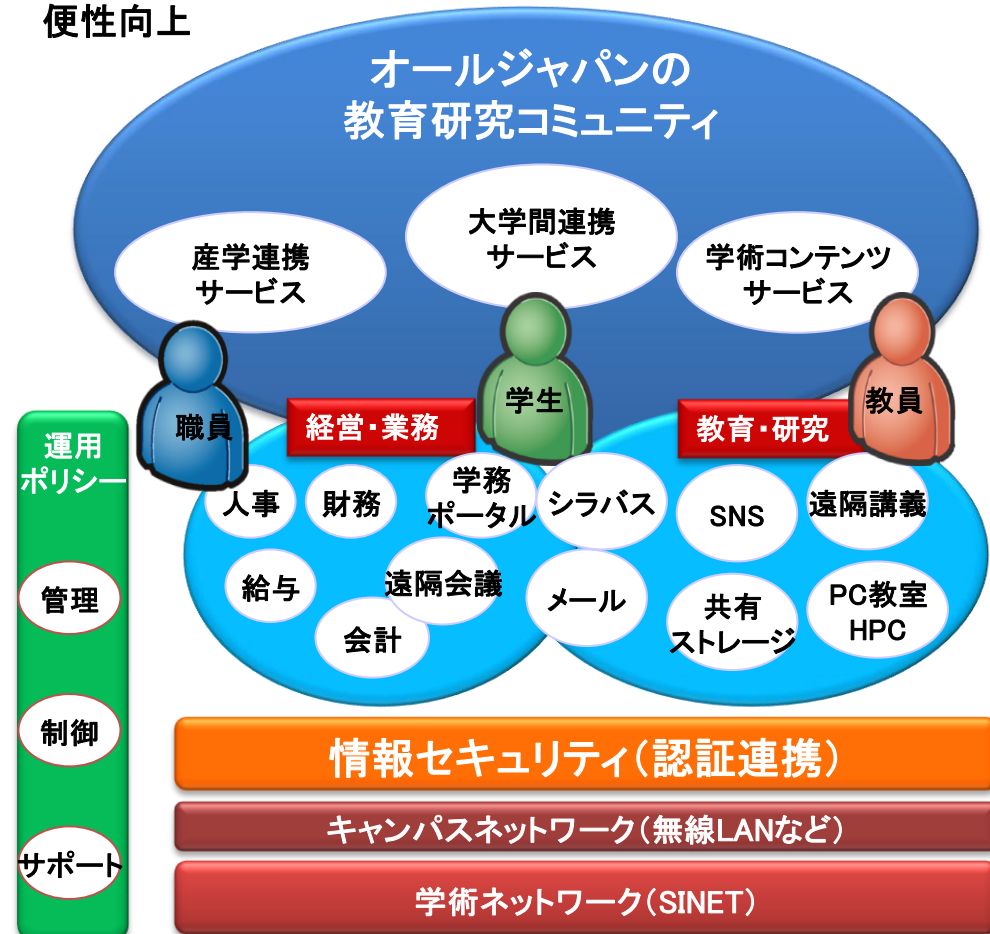 便性向上
オールジャパンの
教育研究コミュニティ
大学間連携
サービス
産学連携
サービス
学術コンテンツ
サービス
職員
学生
教員
経営・業務
教育・研究
運用
ポリシー
管理
制御
サポート
人事
財務
学務
ポータル
シラバス
SNS
遠隔講義
給与
遠隔会議
会計
メール
共有
ストレージ
PC教室
HPC
情報セキュリティ（認証連携）
キャンパスネットワーク（無線LANなど）
学術ネットワーク（SINET）